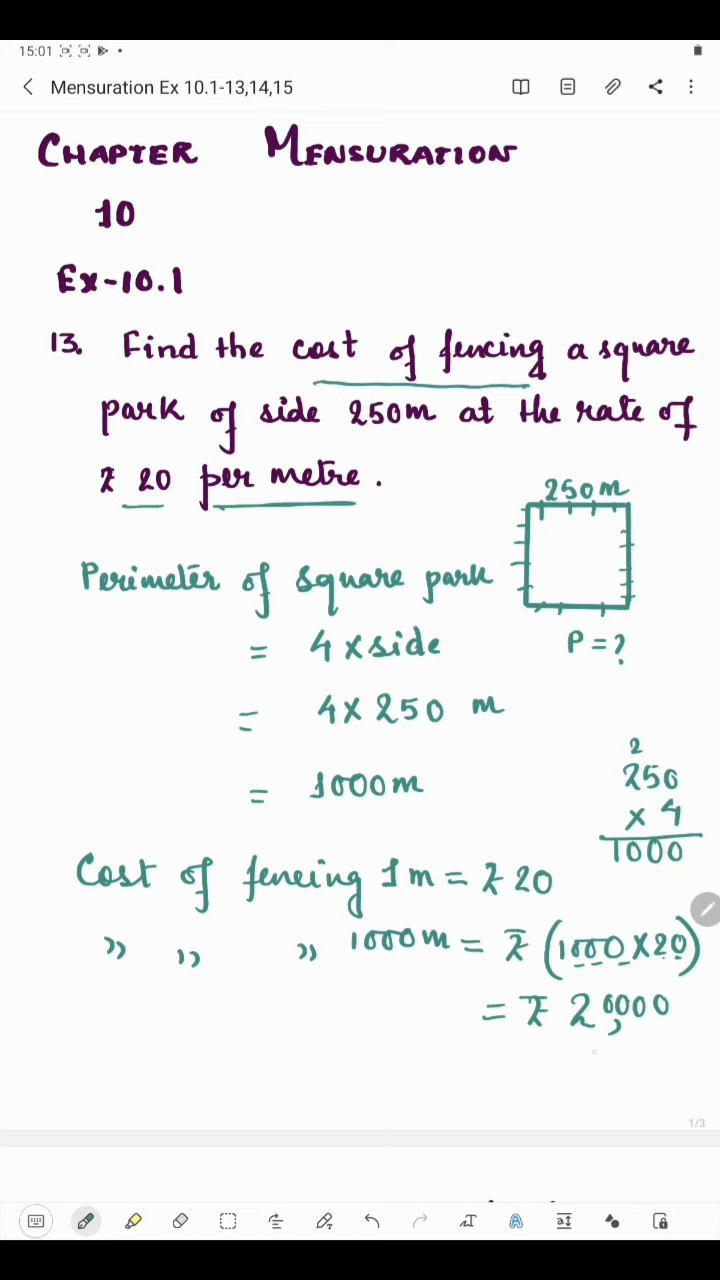 15:01
Mensuration Ex 10.1-13,14,15
CHAPTER MENSURATION
10
Ex-10.1
13. Find the cost of fencing a square
park of side 250m at the rate of
₹ 20 per metre.
250m
Perimeter of square park
= 4 × side
P = ?
= 4 × 250 m
= 1000m
2
250
× 4
1000
Cost of fencing 1m = ₹ 20
" " " 1000m = ₹ (1000 × 20)
= ₹ 20,000
1/3